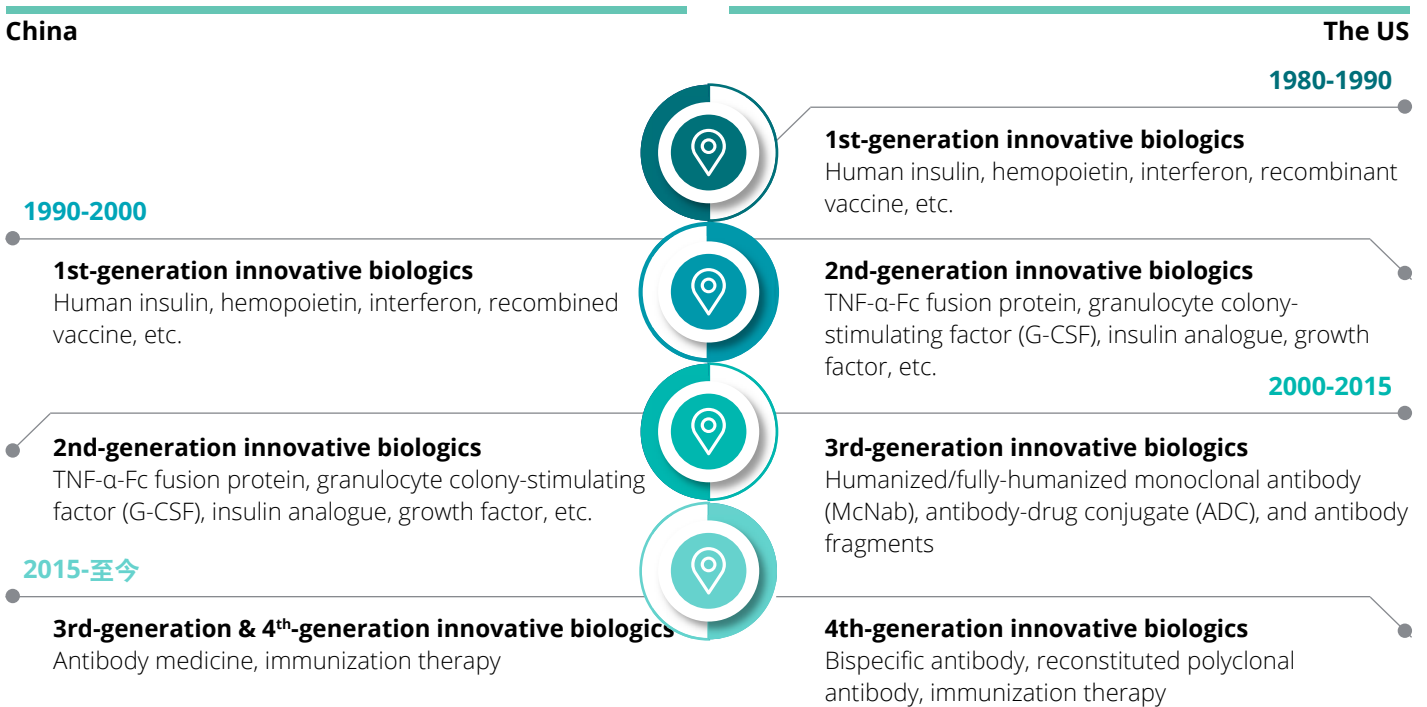 China
The US
1980-1990
1st-generation innovative biologics
Human insulin, hemopoietin, interferon, recombinant
vaccine, etc.
1990-2000
1st-generation innovative biologics
Human insulin, hemopoietin, interferon, recombined
vaccine, etc.
2nd-generation innovative biologics
TNF-α-Fc fusion protein, granulocyte colony-
stimulating factor (G-CSF), insulin analogue, growth
factor, etc.
2000-2015
2nd-generation innovative biologics
TNF-α-Fc fusion protein, granulocyte colony-stimulating
factor (G-CSF), insulin analogue, growth factor, etc.
3rd-generation innovative biologics
Humanized/fully-humanized monoclonal antibody
(McNab), antibody-drug conjugate (ADC), and antibody
fragments
2015-至今
3rd-generation & 4th-generation innovative biologics
Antibody medicine, immunization therapy
4th-generation innovative biologics
Bispecific antibody, reconstituted polyclonal
antibody, immunization therapy